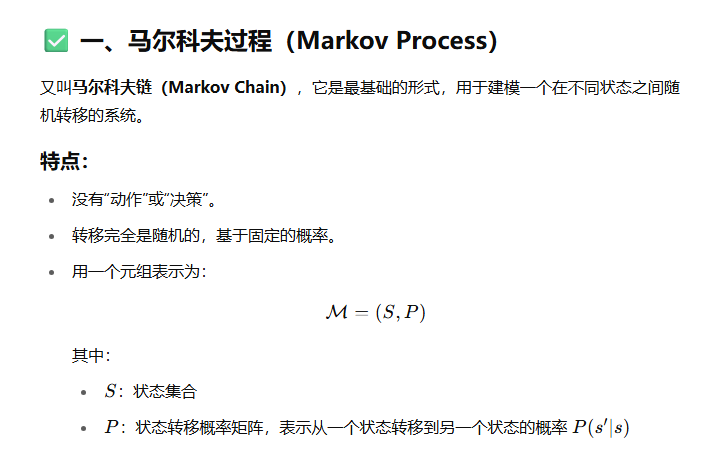 ✅ 一、马尔科夫过程（Markov Process）
又叫马尔科夫链（Markov Chain），它是最基础的形式，用于建模一个在不同状态之间随
机转移的系统。
特点：
• 没有“动作”或“决策”。
• 转移完全是随机的，基于固定的概率。
• 用一个元组表示为：
ℳ = (S, P)
其中：
• S：状态集合
• P：状态转移概率矩阵，表示从一个状态转移到另一个状态的概率 P(s′|s)